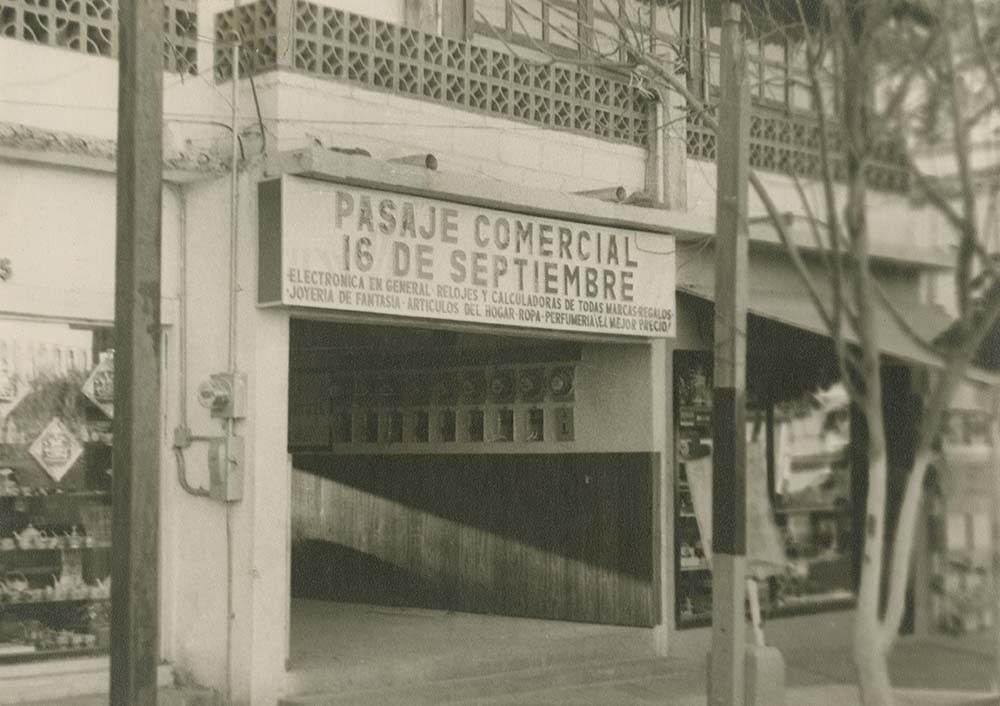 PASAJE COMERCIAL
16 DE SEPTIEMBRE
·ELECTRONICA EN GENERAL·RELOJES Y CALCULADORAS DE TODAS MARCAS·REGALOS·
·JOYERIA DE FANTASIA·ARTICULOS DEL HOGAR·ROPA·PERFUMERIA\EL MEJOR PRECIO/